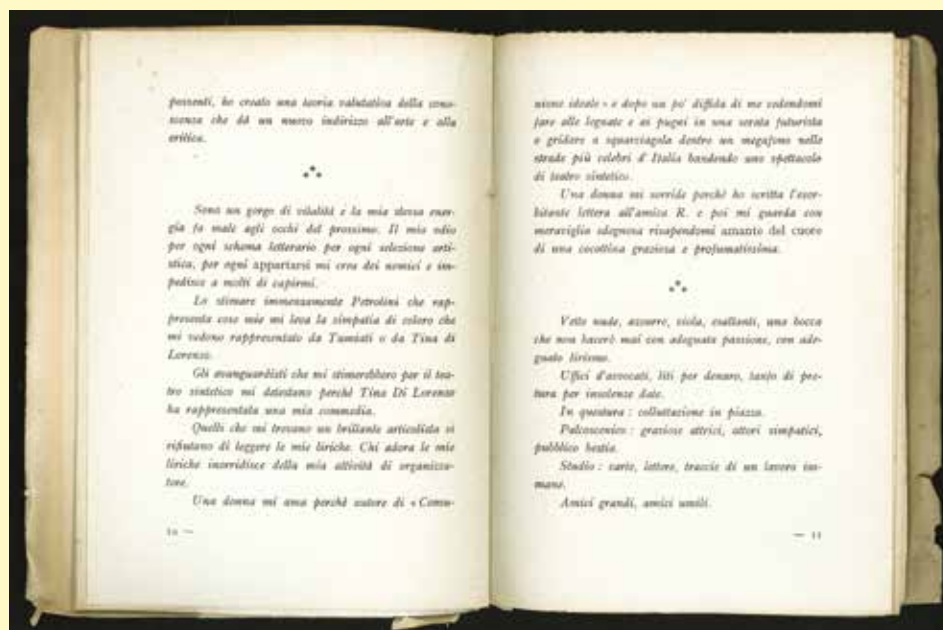 possenti, ho creato una teoria valutativa della cono-
scenza che dà un nuovo indirizzo all'arte e alla
critica.
Sono un gorgo di vitalità e la mia stessa ener-
gia fa male agli occhi del prossimo. Il mio odio
per ogni schema letterario per ogni selezione arti-
stica, per ogni appartarsi mi crea dei nemici e im-
pedisce a molti di capirmi.
Lo stimare immensamente Petrolini che rap-
presenta cose mie mi leva la simpatia di coloro che
mi vedono rappresentato da Tumiati o da Tina di
Lorenzo.
Gli avanguardisti che mi stimerebbero per il tea-
tro sintetico mi detestano perchè Tina Di Lorenzo
ha rappresentata una mia commedia.
Quelli che mi trovano un brillante articolista si
rifiutano di leggere le mie liriche. Chi adora le mie
liriche inorridisce della mia attività di organizza-
tore.
Una donna mi ama perchè autore di « Comu-
10 —
nione ideale » e dopo un po' diffida di me vedendomi
fare alle legnate e ai pugni in una serata futurista
o gridare a squarciagola dentro un megafono nelle
strade più celebri d'Italia bandendo uno spettacolo
di teatro sintetico.
Una donna mi sorride perchè ho scritta l'esor-
bitante lettera all'amica R. e poi mi guarda con
meraviglia sdegnosa risapendomi amante del cuore
di una cocottina graziosa e profumatissima.
Vette nude, azzurre, viola, esaltanti, una bocca
che non bacerò mai con adeguata passione, con ade-
guato lirismo.
Uffici d'avvocati, liti per denaro, tanfo di pre-
tura per insolenze date.
In questura : colluttazione in piazza.
Palcoscenico : graziose attrici, attori simpatici,
pubblico bestia.
Studio : carte, lettere, traccie di un lavoro im-
mane.
Amici grandi, amici umili.
— 11